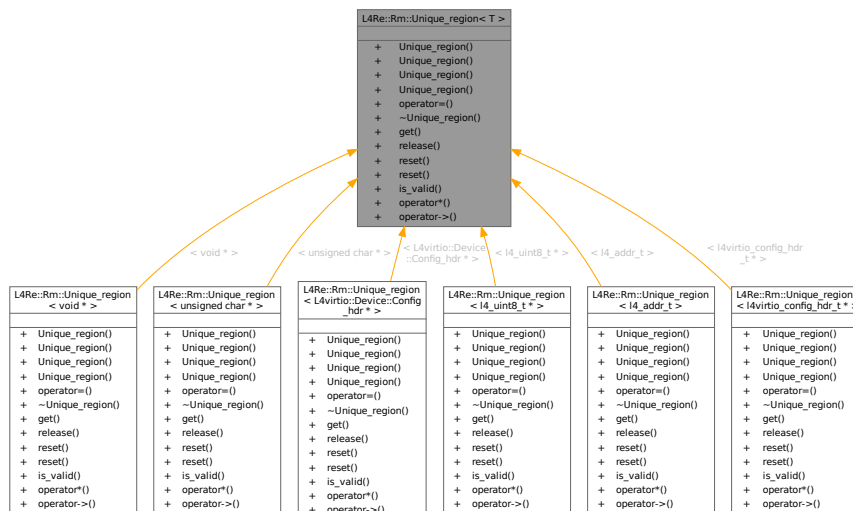 L4Re::Rm::Unique_region< T >
+ Unique_region()
+ Unique_region()
+ Unique_region()
+ Unique_region()
+ operator=()
+ ~Unique_region()
+ get()
+ release()
+ reset()
+ reset()
+ is_valid()
+ operator*()
+ operator->()
< void * >
< unsigned char * >
< L4virtio::Device
::Config_hdr * >
< l4_uint8_t * >
< l4_addr_t >
< l4virtio_config_hdr
_t * >
L4Re::Rm::Unique_region
< void * >
+ Unique_region()
+ Unique_region()
+ Unique_region()
+ Unique_region()
+ operator=()
+ ~Unique_region()
+ get()
+ release()
+ reset()
+ reset()
+ is_valid()
+ operator*()
+ operator->()
L4Re::Rm::Unique_region
< unsigned char * >
+ Unique_region()
+ Unique_region()
+ Unique_region()
+ Unique_region()
+ operator=()
+ ~Unique_region()
+ get()
+ release()
+ reset()
+ reset()
+ is_valid()
+ operator*()
+ operator->()
L4Re::Rm::Unique_region
< L4virtio::Device::Config
_hdr * >
+ Unique_region()
+ Unique_region()
+ Unique_region()
+ Unique_region()
+ operator=()
+ ~Unique_region()
+ get()
+ release()
+ reset()
+ reset()
+ is_valid()
+ operator*()
+ operator->()
L4Re::Rm::Unique_region
< l4_uint8_t * >
+ Unique_region()
+ Unique_region()
+ Unique_region()
+ Unique_region()
+ operator=()
+ ~Unique_region()
+ get()
+ release()
+ reset()
+ reset()
+ is_valid()
+ operator*()
+ operator->()
L4Re::Rm::Unique_region
< l4_addr_t >
+ Unique_region()
+ Unique_region()
+ Unique_region()
+ Unique_region()
+ operator=()
+ ~Unique_region()
+ get()
+ release()
+ reset()
+ reset()
+ is_valid()
+ operator*()
+ operator->()
L4Re::Rm::Unique_region
< l4virtio_config_hdr_t * >
+ Unique_region()
+ Unique_region()
+ Unique_region()
+ Unique_region()
+ operator=()
+ ~Unique_region()
+ get()
+ release()
+ reset()
+ reset()
+ is_valid()
+ operator*()
+ operator->()